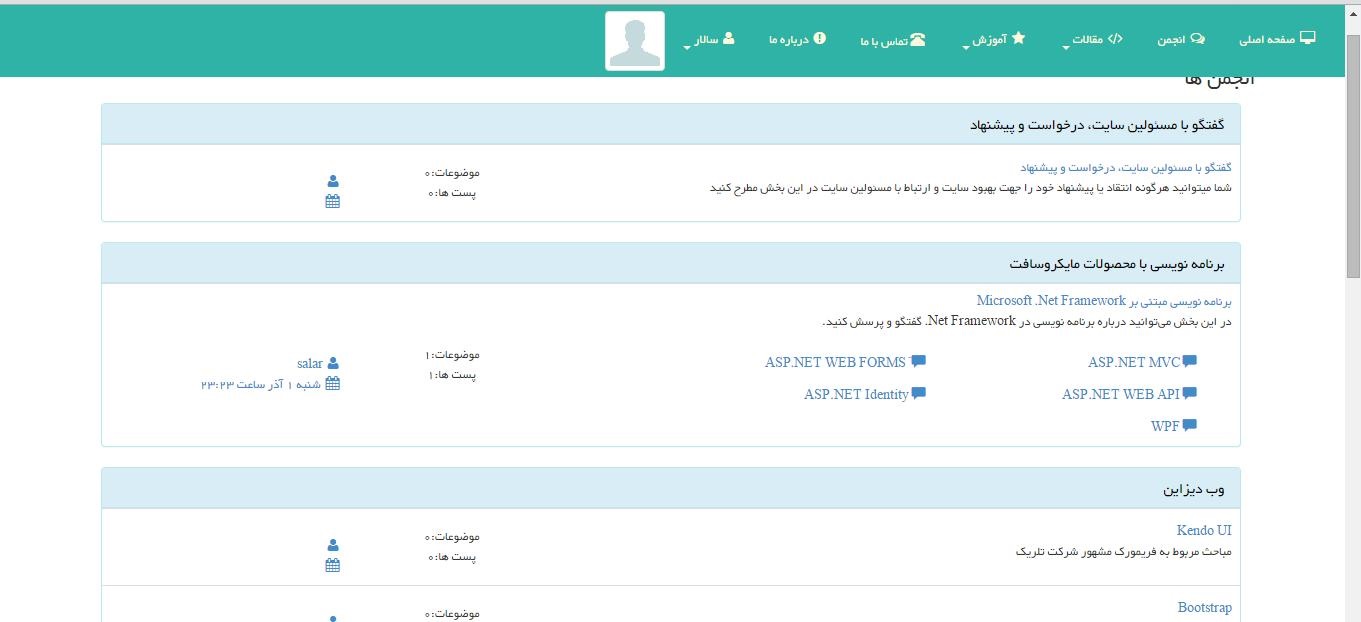 صفحه اصلی
انجمن
مقالات
آموزش
تماس با ما
درباره ما
سالار
انجمن ها
گفتگو با مسئولین سایت، درخواست و پیشنهاد
گفتگو با مسئولین سایت، درخواست و پیشنهاد
شما میتوانید هرگونه انتقاد یا پیشنهاد خود را جهت بهبود سایت و ارتباط با مسئولین سایت در این بخش مطرح کنید
موضوعات:۰
پست ها:۰
برنامه نویسی با محصولات مایکروسافت
برنامه نویسی مبتنی بر Microsoft .Net Framework
در این بخش می‌توانید درباره برنامه نویسی در Net Framework. گفتگو و پرسش کنید.
ASP.NET MVC
ASP.NET WEB FORMS
ASP.NET WEB API
ASP.NET Identity
WPF
موضوعات:۱
پست ها:۱
salar
شنبه ۱ آذر ساعت ۲۳:۲۳
وب دیزاین
Kendo UI
مباحث مربوط به فریمورک مشهور شرکت تلریک
موضوعات:۰
پست ها:۰
Bootstrap
موضوعات:۰